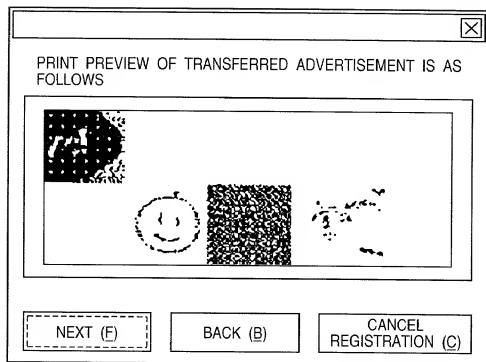 PRINT PREVIEW OF TRANSFERRED ADVERTISEMENT IS AS
FOLLOWS
NEXT (F)
BACK (B)
CANCEL
REGISTRATION (C)